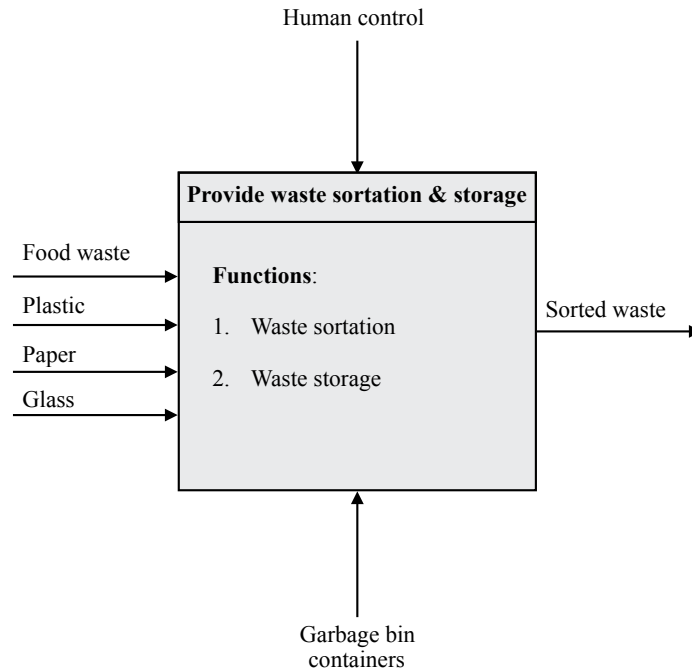 Human control
Provide waste sortation & storage
Food waste
Plastic
Paper
Glass
Functions:
1. Waste sortation
2. Waste storage
Sorted waste
Garbage bin
containers